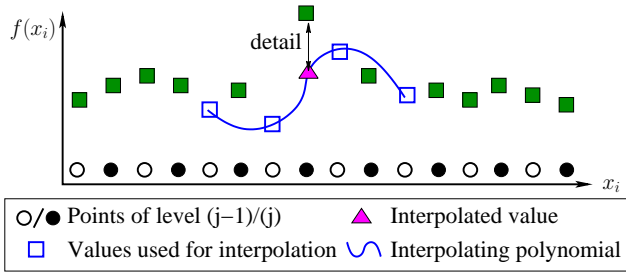 f(x_i)
detail
x_i
○/● Points of level (j−1)/(j)
Interpolated value
Values used for interpolation
Interpolating polynomial